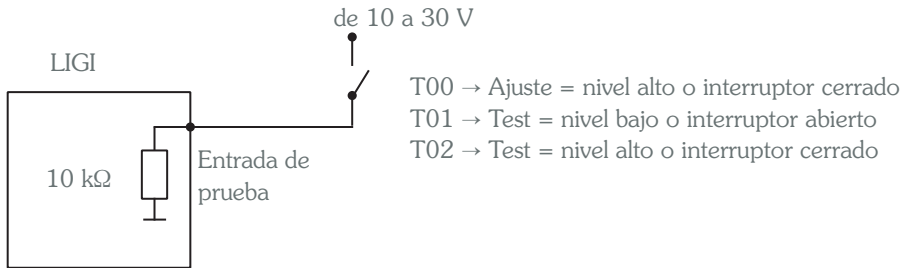 de 10 a 30 V
LIGI
T00 → Ajuste = nivel alto o interruptor cerrado
T01 → Test = nivel bajo o interruptor abierto
T02 → Test = nivel alto o interruptor cerrado
Entrada de
prueba
10 kΩ